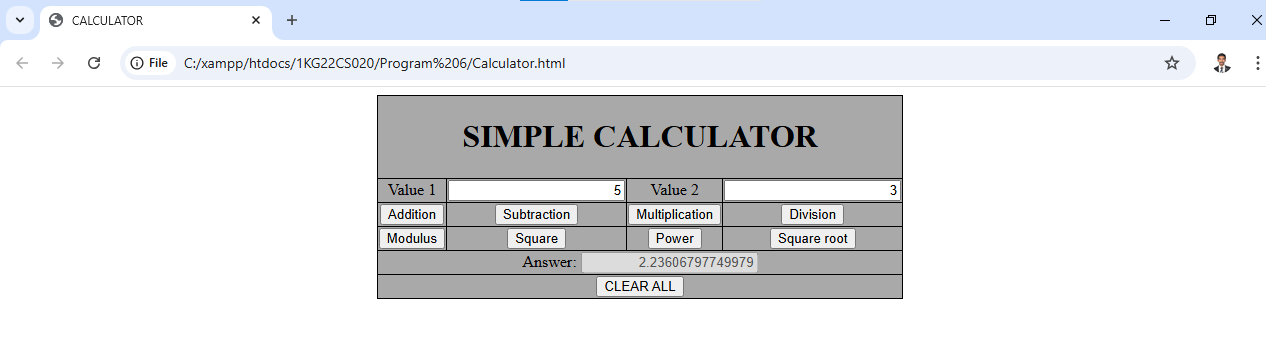 CALCULATOR
File C:/xampp/htdocs/1KG22CS020/Program%206/Calculator.html
SIMPLE CALCULATOR
Value 1 5 Value 2 3
Addition Subtraction Multiplication Division
Modulus Square Power Square root
Answer: 2.23606797749979
CLEAR ALL